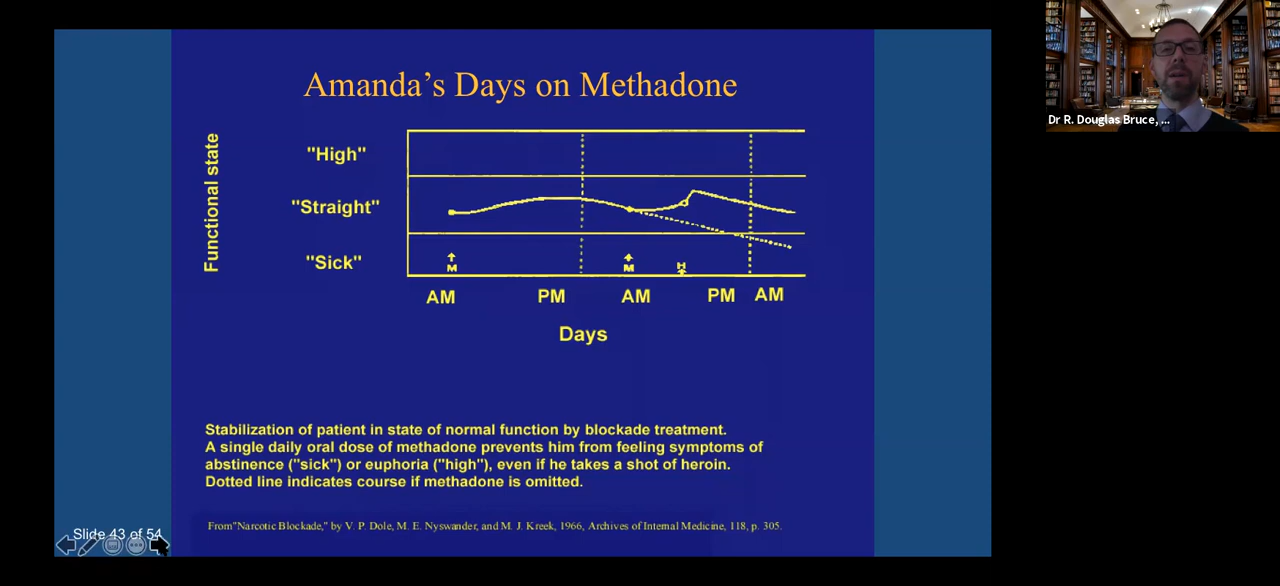 Amanda's Days on Methadone
Functional state
"High"
"Straight"
"Sick"
M
M
H
AM
PM
AM
PM
AM
Days
Stabilization of patient in state of normal function by blockade treatment.
A single daily oral dose of methadone prevents him from feeling symptoms of
abstinence ("sick") or euphoria ("high"), even if he takes a shot of heroin.
Dotted line indicates course if methadone is omitted.
From"Narcotic Blockade," by V. P. Dole, M. E. Nyswander, and M. J. Kreek, 1966, Archives of Internal Medicine, 118, p. 305.
Slide 43 of 54
Dr R. Douglas Bruce, ...